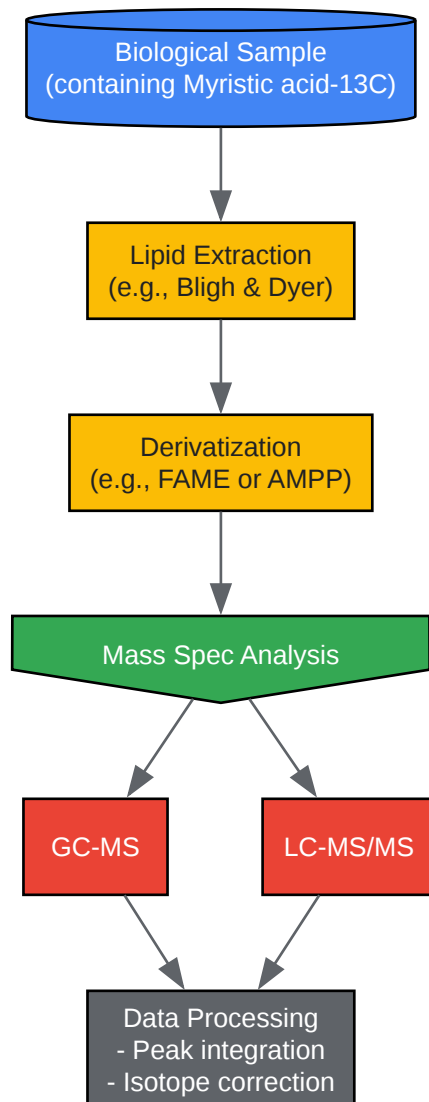 Biological Sample
(containing Myristic acid-13C)
Lipid Extraction
(e.g., Bligh & Dyer)
Derivatization
(e.g., FAME or AMPP)
Mass Spec Analysis
GC-MS
LC-MS/MS
Data Processing
- Peak integration
- Isotope correction